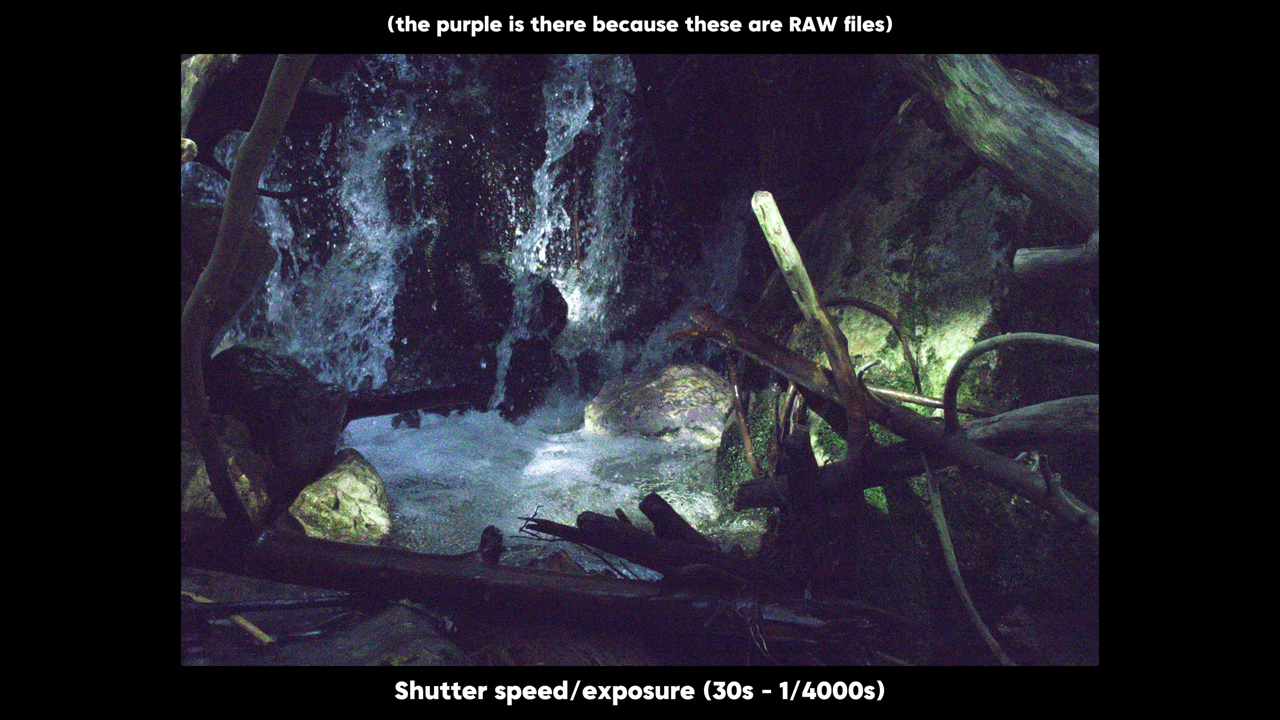 (the purple is there because these are RAW files)
Shutter speed/exposure (30s - 1/4000s)